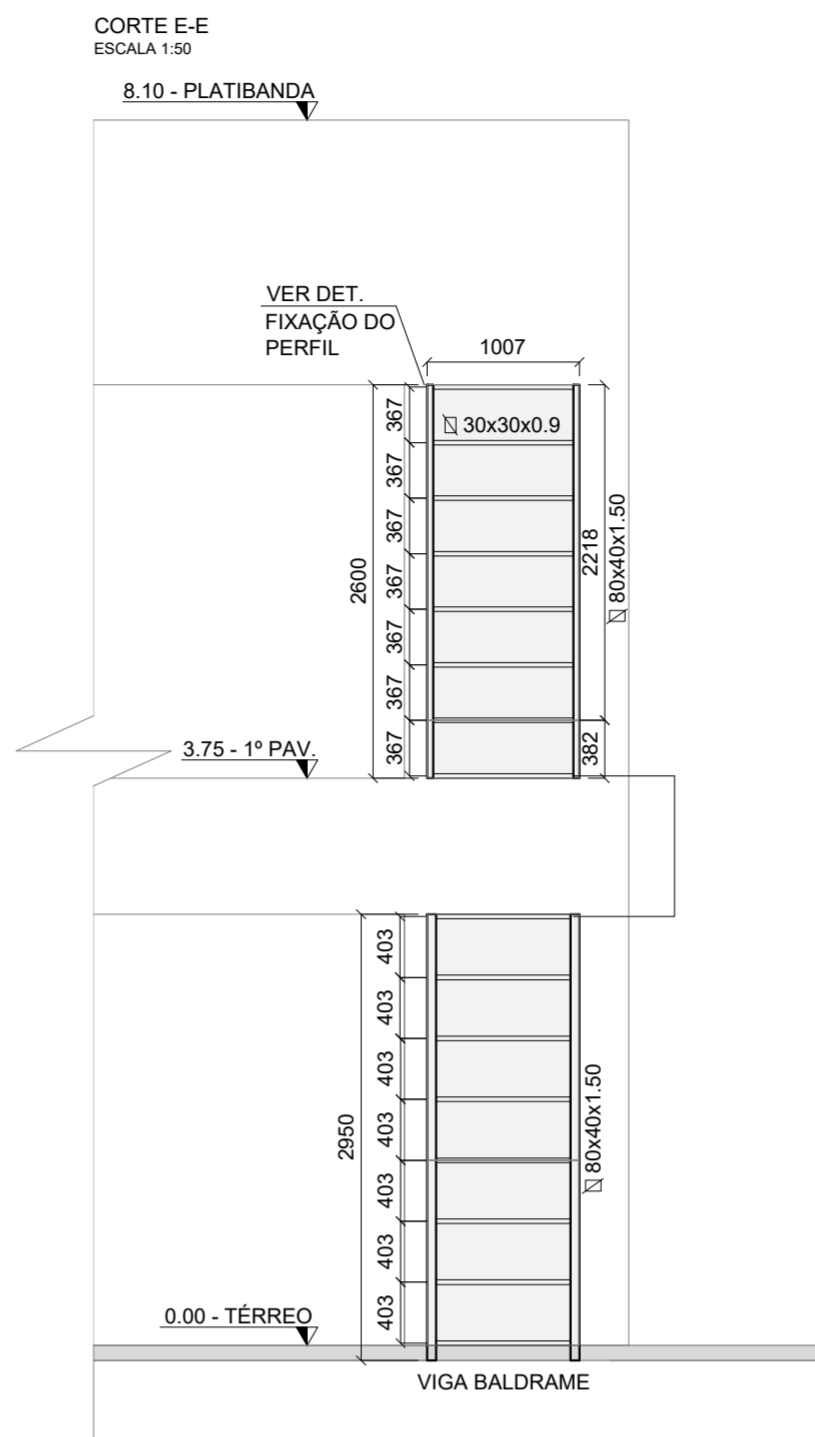 CORTE E-E
ESCALA 1:50
8.10 - PLATIBANDA
VER DET.
FIXAÇÃO DO
PERFIL
1007
367
30x30x0.9
367
367
367
367
367
367
2600
2218
80x40x1.50
382
3.75 - 1º PAV.
403
403
403
403
403
403
403
2950
80x40x1.50
0.00 - TÉRREO
VIGA BALDRAME